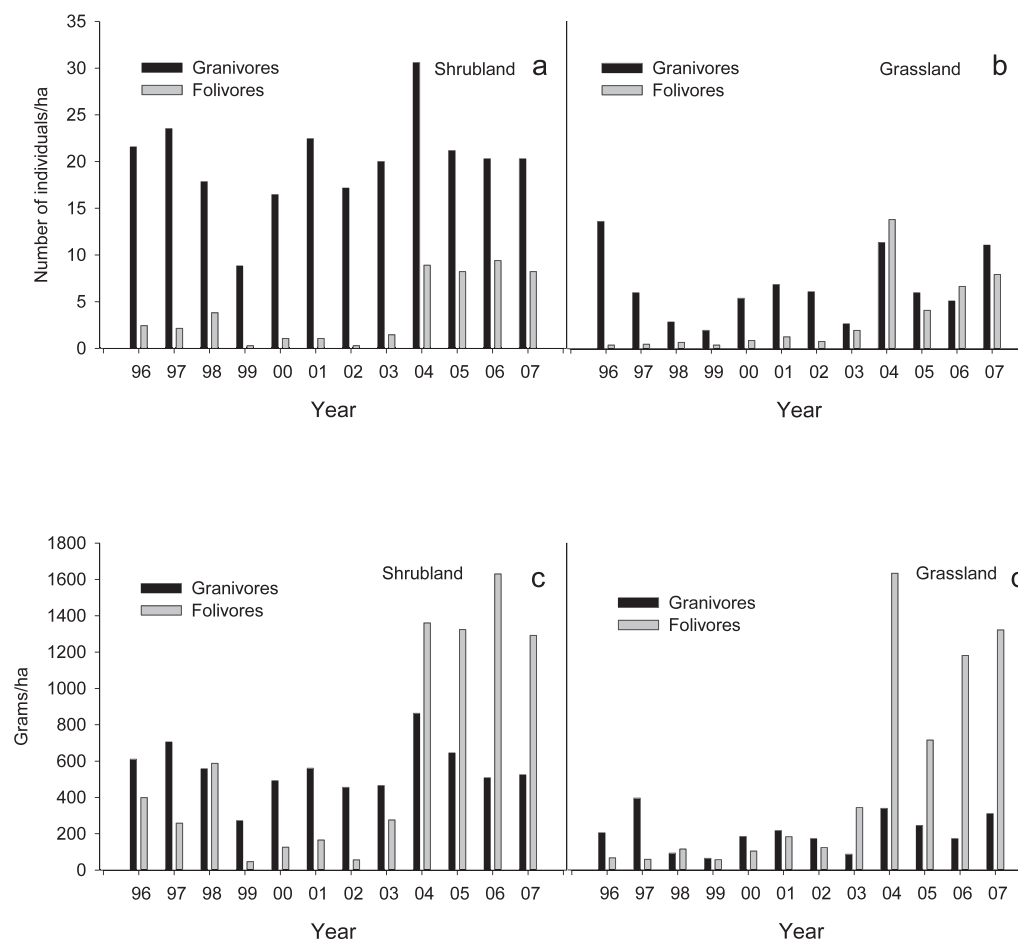 35
30
25
20
15
10
5
0
Number of individuals/ha
Granivores
Folivores
Shrubland a
96 97 98 99 00 01 02 03 04 05 06 07
Year
Granivores
Folivores
Grassland b
96 97 98 99 00 01 02 03 04 05 06 07
Year
1800
1600
1400
1200
1000
800
600
400
200
0
Grams/ha
Granivores
Folivores
Shrubland c
96 97 98 99 00 01 02 03 04 05 06 07
Year
Granivores
Folivores
Grassland
96 97 98 99 00 01 02 03 04 05 06 07
Year